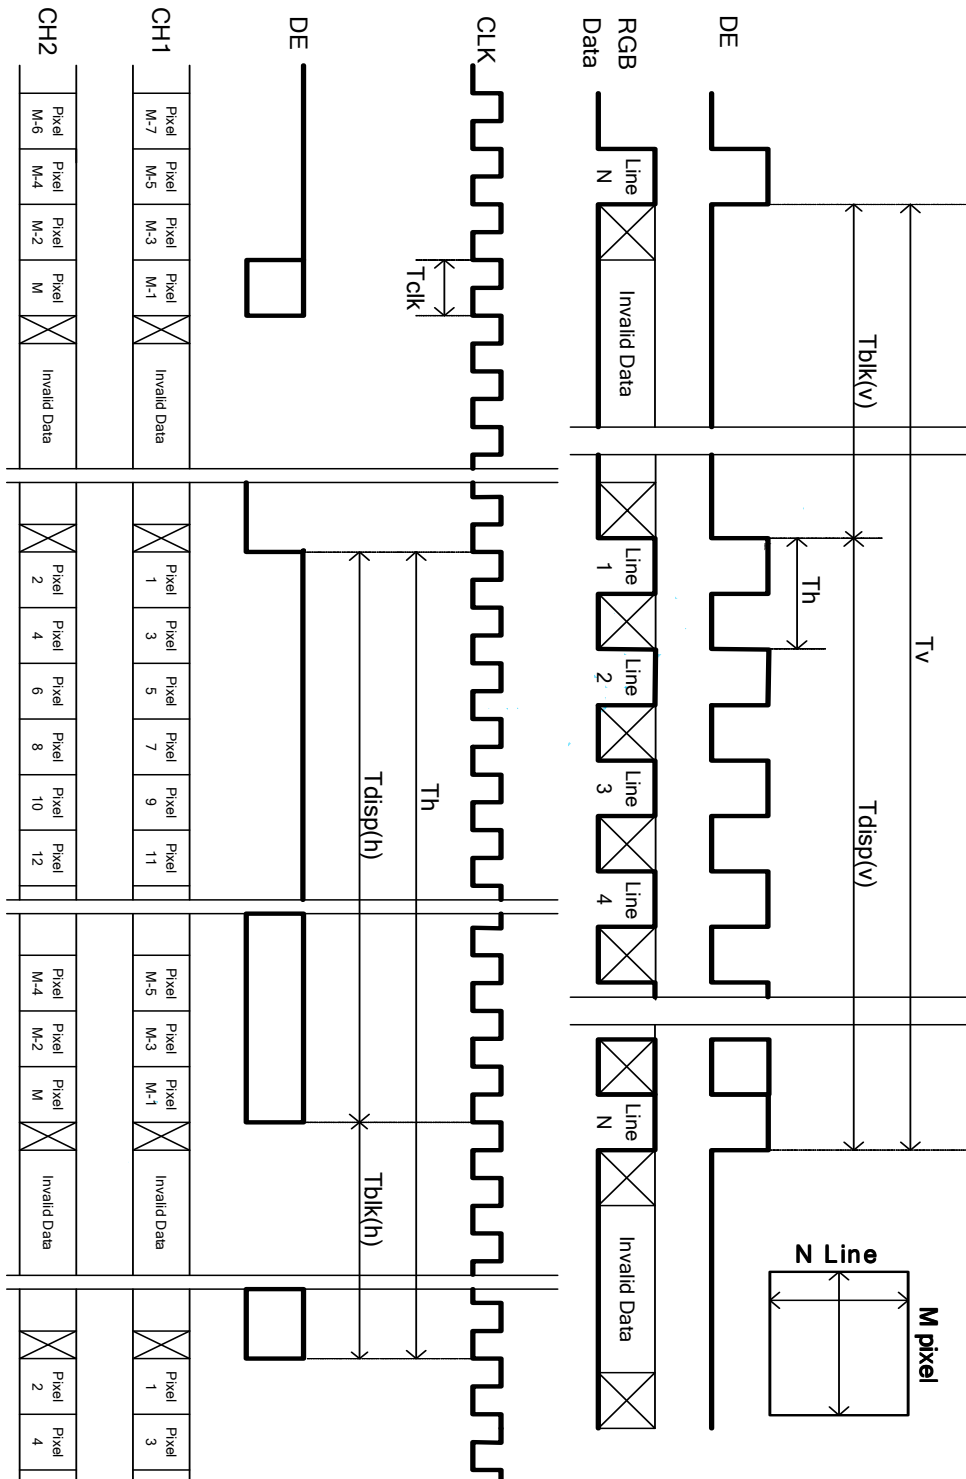 Tv M pixel
Tblk(v) Tdisp(v) N Line
Th
DE
RGB Line Invalid Data Line Line Line Line Line Invalid Data
Data N 1 2 3 4 N
CLK
Tclk Th
Tdisp(h) Tblk(h)
DE
CH1 Pixel Pixel Pixel Pixel Invalid Data Pixel Pixel Pixel Pixel Pixel Pixel Pixel Pixel Pixel Invalid Data Pixel Pixel
M-7 M-5 M-3 M-1 1 3 5 7 9 11 M-5 M-3 M-1 1 3
CH2 Pixel Pixel Pixel Pixel Invalid Data Pixel Pixel Pixel Pixel Pixel Pixel Pixel Pixel Pixel Invalid Data Pixel Pixel
M-6 M-4 M-2 M 2 4 6 8 10 12 M-4 M-2 M 2 4